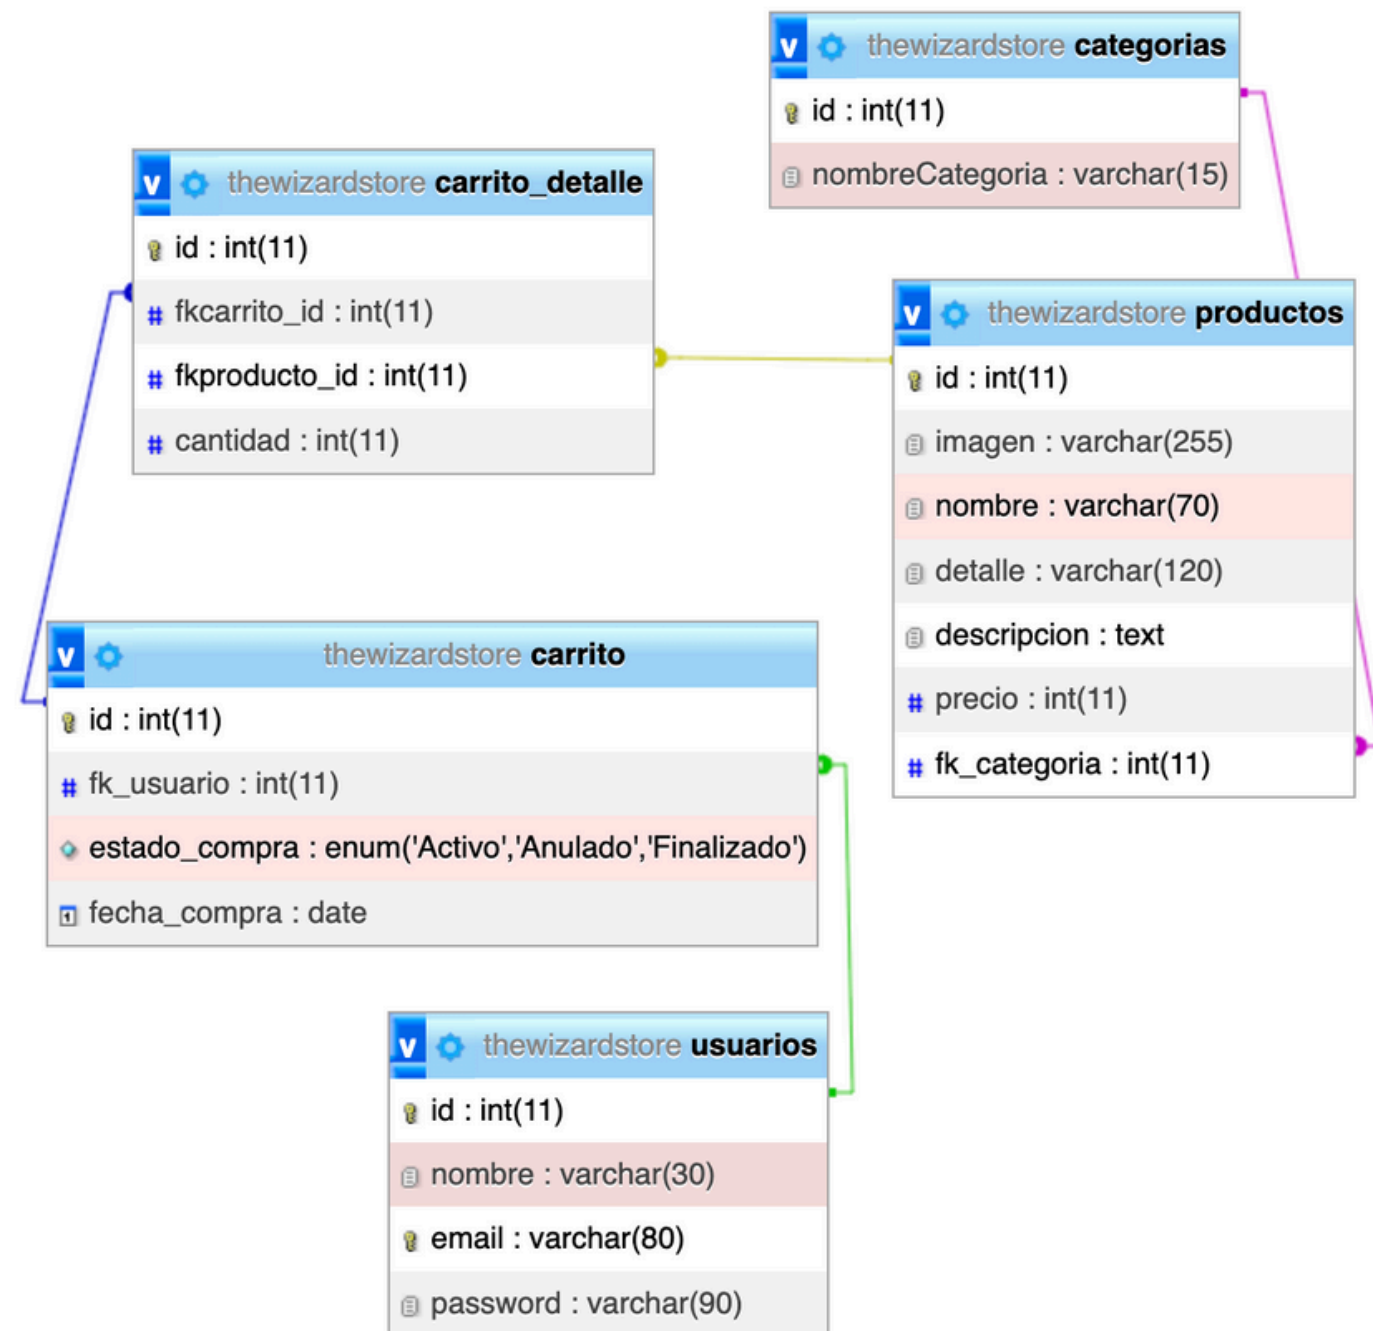 thewizardstore categorias
id : int(11)
nombreCategoria : varchar(15)
thewizardstore carrito_detalle
id : int(11)
fkcarrito_id : int(11)
fkproducto_id : int(11)
cantidad : int(11)
thewizardstore productos
id : int(11)
imagen : varchar(255)
nombre : varchar(70)
detalle : varchar(120)
descripcion : text
precio : int(11)
fk_categoria : int(11)
thewizardstore carrito
id : int(11)
fk_usuario : int(11)
estado_compra : enum('Activo','Anulado','Finalizado')
fecha_compra : date
thewizardstore usuarios
id : int(11)
nombre : varchar(30)
email : varchar(80)
password : varchar(90)